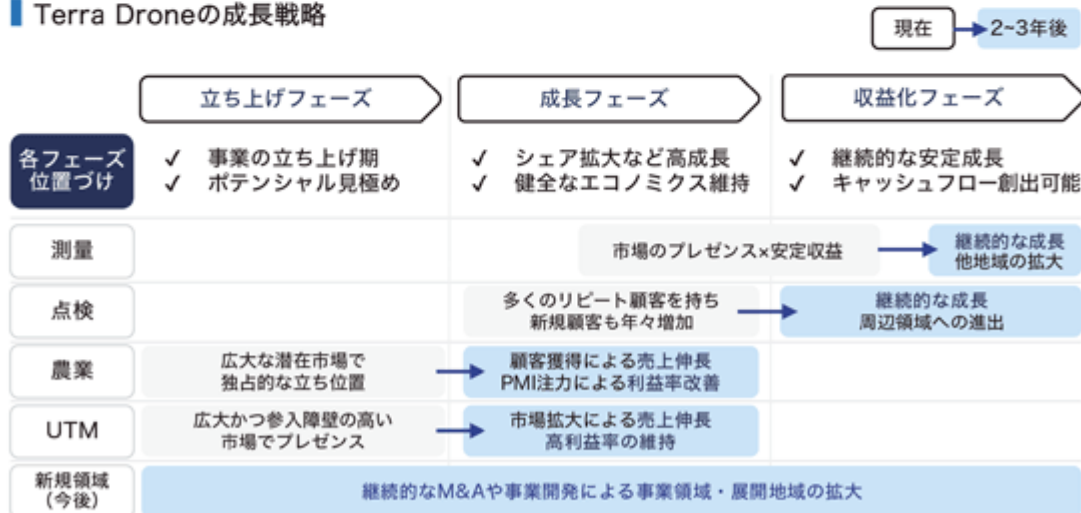 Terra Droneの成長戦略
現在
2~3年後
立ち上げフェーズ
成長フェーズ
収益化フェーズ
各フェーズ
位置づけ
✓ 事業の立ち上げ期
✓ ポテンシャル見極め
✓ シェア拡大など高成長
✓ 健全なエコノミクス維持
✓ 継続的な安定成長
✓ キャッシュフロー創出可能
測量
市場のプレゼンス×安定収益
継続的な成長
他地域の拡大
点検
多くのリピート顧客を持ち
新規顧客も年々増加
継続的な成長
周辺領域への進出
農業
広大な潜在市場で
独占的な立ち位置
顧客獲得による売上伸長
PMI注力による利益率改善
UTM
広大かつ参入障壁の高い
市場でプレゼンス
市場拡大による売上伸長
高利益率の維持
新規領域
(今後)
継続的なM&Aや事業開発による事業領域・展開地域の拡大